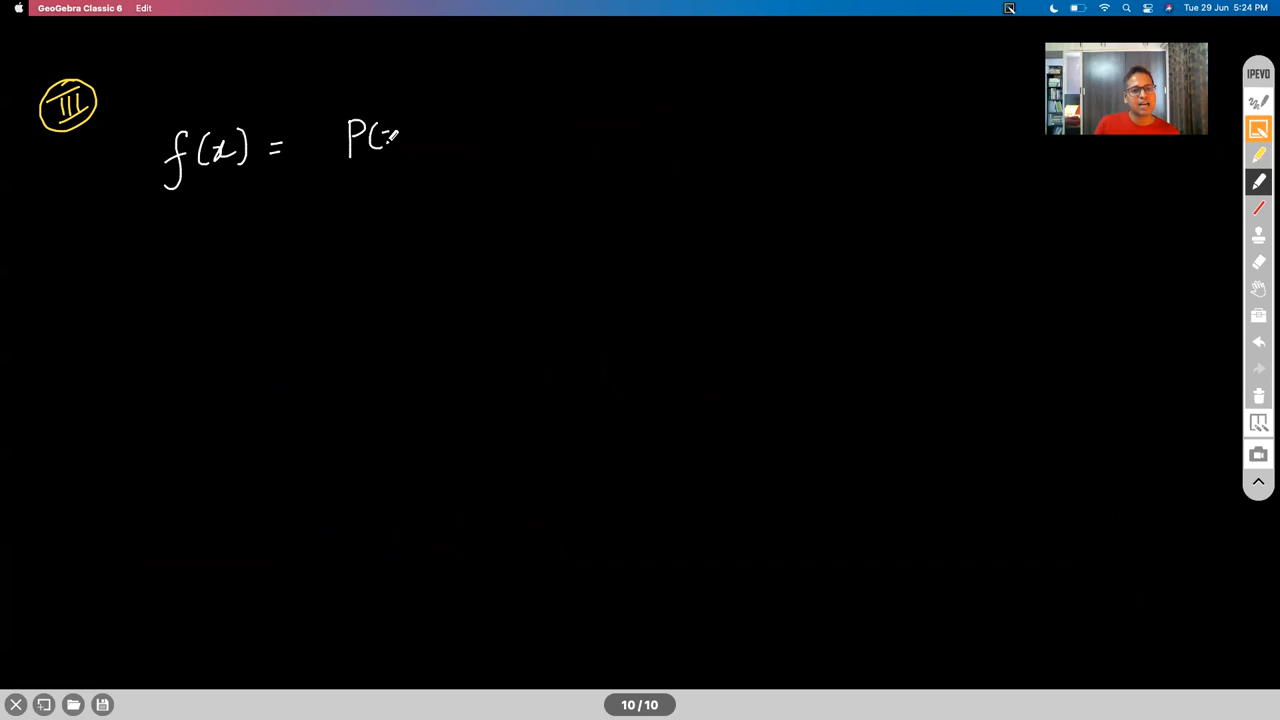 GeoGebra Classic 6 Edit Tue 29 Jun 5:24 PM
IPEVO
III
f(x) = P(
10/10